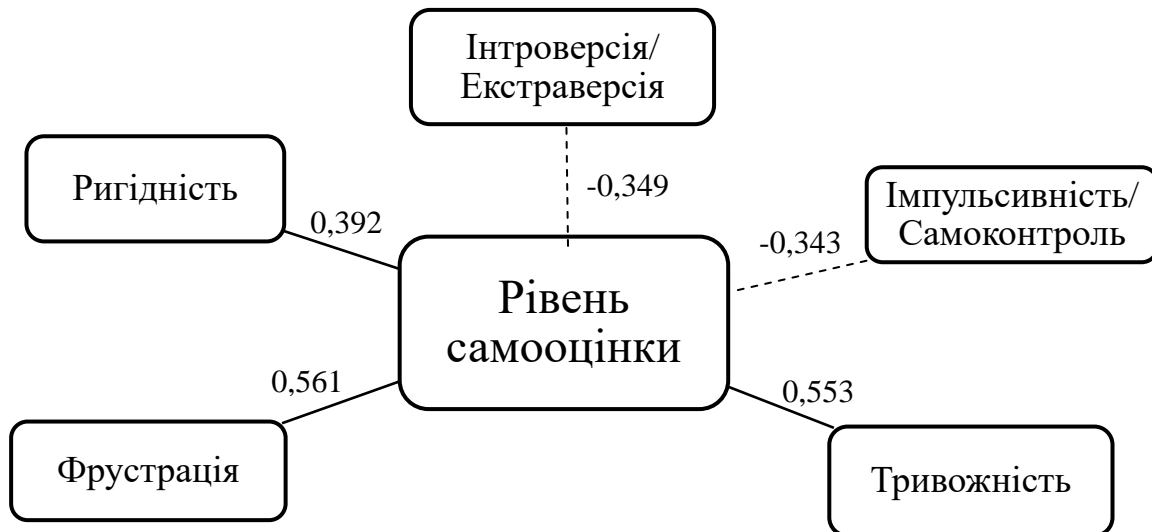 Інтроверсія/
Екстраверсія
Ригідність
0,392
-0,349
Імпульсивність/
Самоконтроль
-0,343
Рівень
самооцінки
0,561
0,553
Фрустрація
Тривожність